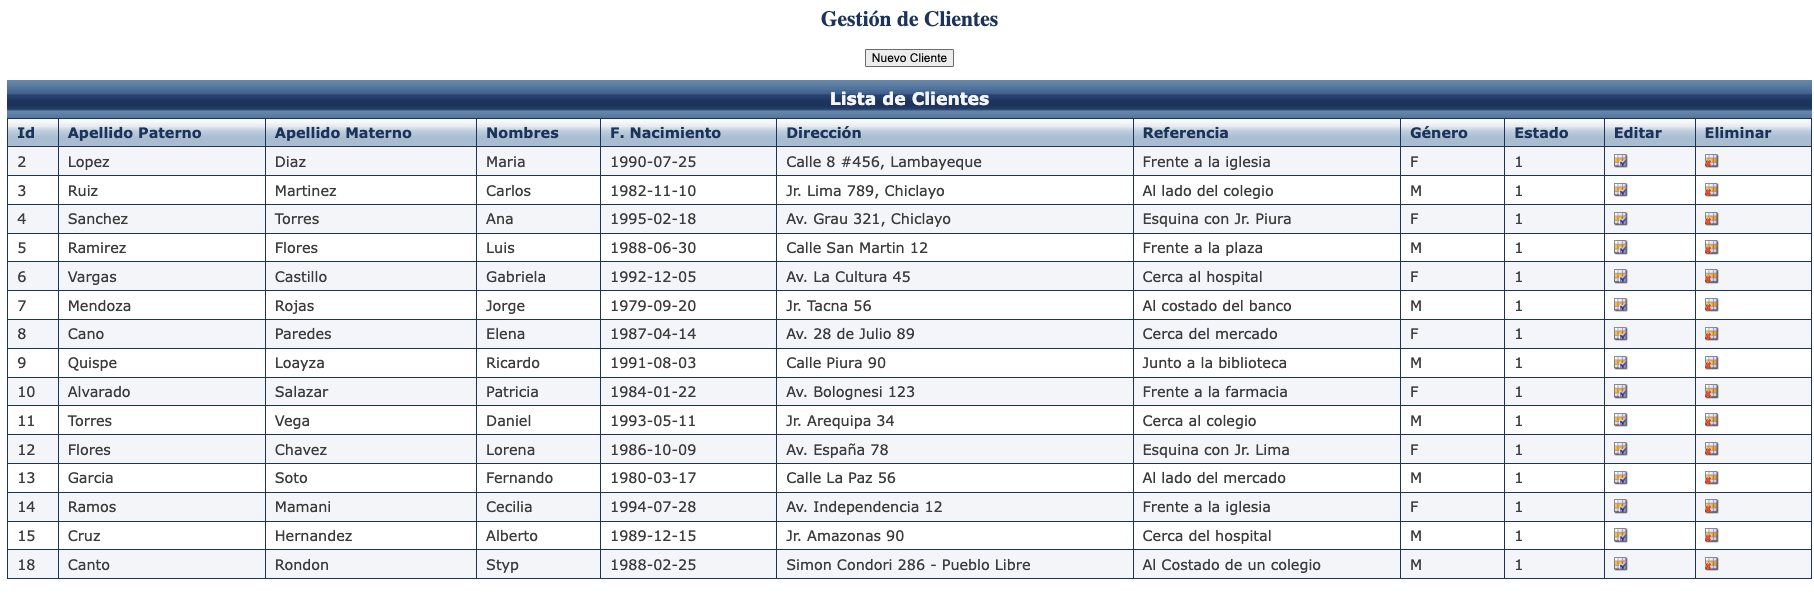 Gestión de Clientes
Nuevo Cliente
Lista de Clientes
Id Apellido Paterno Apellido Materno Nombres F. Nacimiento Dirección Referencia Género Estado Editar Eliminar
2 Lopez Diaz Maria 1990-07-25 Calle 8 #456, Lambayeque Frente a la iglesia F 1
3 Ruiz Martinez Carlos 1982-11-10 Jr. Lima 789, Chiclayo Al lado del colegio M 1
4 Sanchez Torres Ana 1995-02-18 Av. Grau 321, Chiclayo Esquina con Jr. Piura F 1
5 Ramirez Flores Luis 1988-06-30 Calle San Martin 12 Frente a la plaza M 1
6 Vargas Castillo Gabriela 1992-12-05 Av. La Cultura 45 Cerca al hospital F 1
7 Mendoza Rojas Jorge 1979-09-20 Jr. Tacna 56 Al costado del banco M 1
8 Cano Paredes Elena 1987-04-14 Av. 28 de Julio 89 Cerca del mercado F 1
9 Quispe Loayza Ricardo 1991-08-03 Calle Piura 90 Junto a la biblioteca M 1
10 Alvarado Salazar Patricia 1984-01-22 Av. Bolognesi 123 Frente a la farmacia F 1
11 Torres Vega Daniel 1993-05-11 Jr. Arequipa 34 Cerca al colegio M 1
12 Flores Chavez Lorena 1986-10-09 Av. España 78 Esquina con Jr. Lima F 1
13 Garcia Soto Fernando 1980-03-17 Calle La Paz 56 Al lado del mercado M 1
14 Ramos Mamani Cecilia 1994-07-28 Av. Independencia 12 Frente a la iglesia F 1
15 Cruz Hernandez Alberto 1989-12-15 Jr. Amazonas 90 Cerca del hospital M 1
18 Canto Rondon Styp 1988-02-25 Simon Condori 286 - Pueblo Libre Al Costado de un colegio M 1